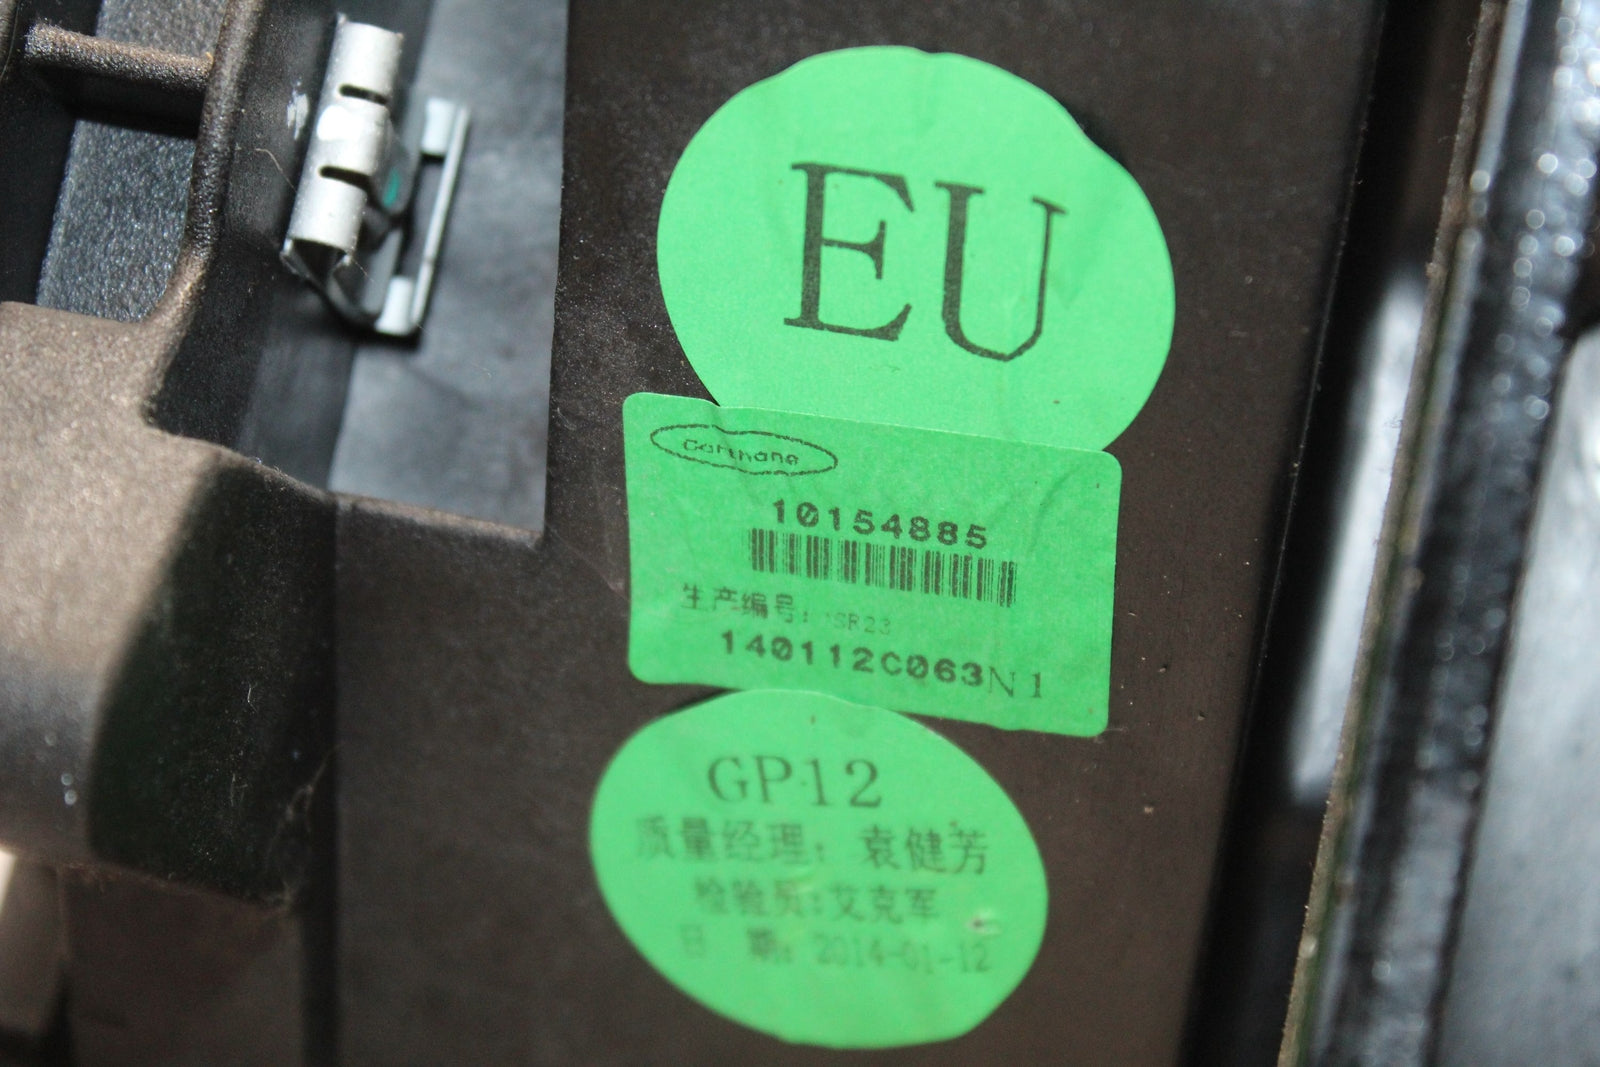 EU
Carthane
10154885
生产编号: SR23
140112C063N1
GP12
质量经理: 袁健芳
检验员: 艾克军
日 期: 2014-01-12